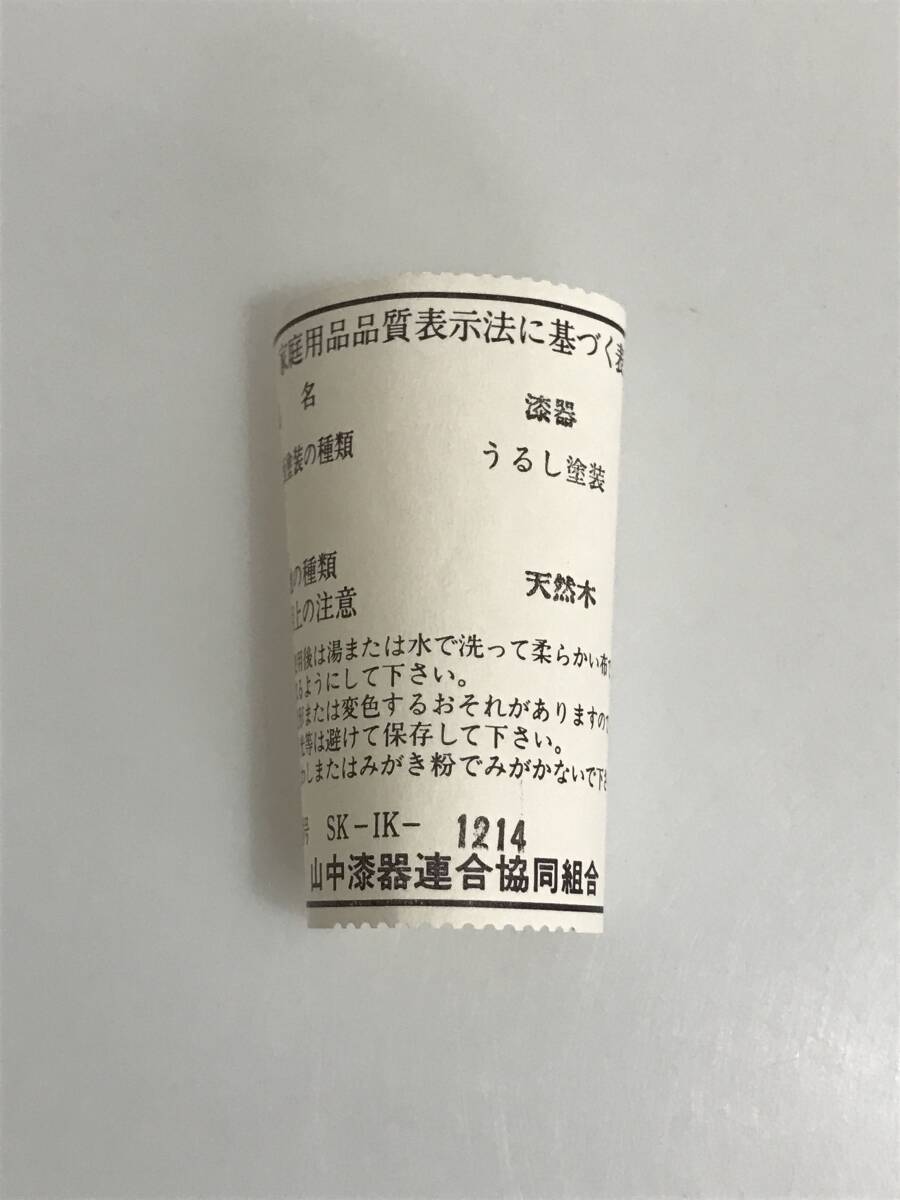 家庭用品品質表示法に基づく表
名 漆器
塗装の種類 うるし塗装
の種類 天然木
上の注意
用後は湯または水で洗って柔らかい布
るようにして下さい。
または変色するおそれがありますので
等は避けて保存して下さい。
わしまたはみがき粉でみがかないで下さ
号 SK-IK- 1214
山中漆器連合協同組合